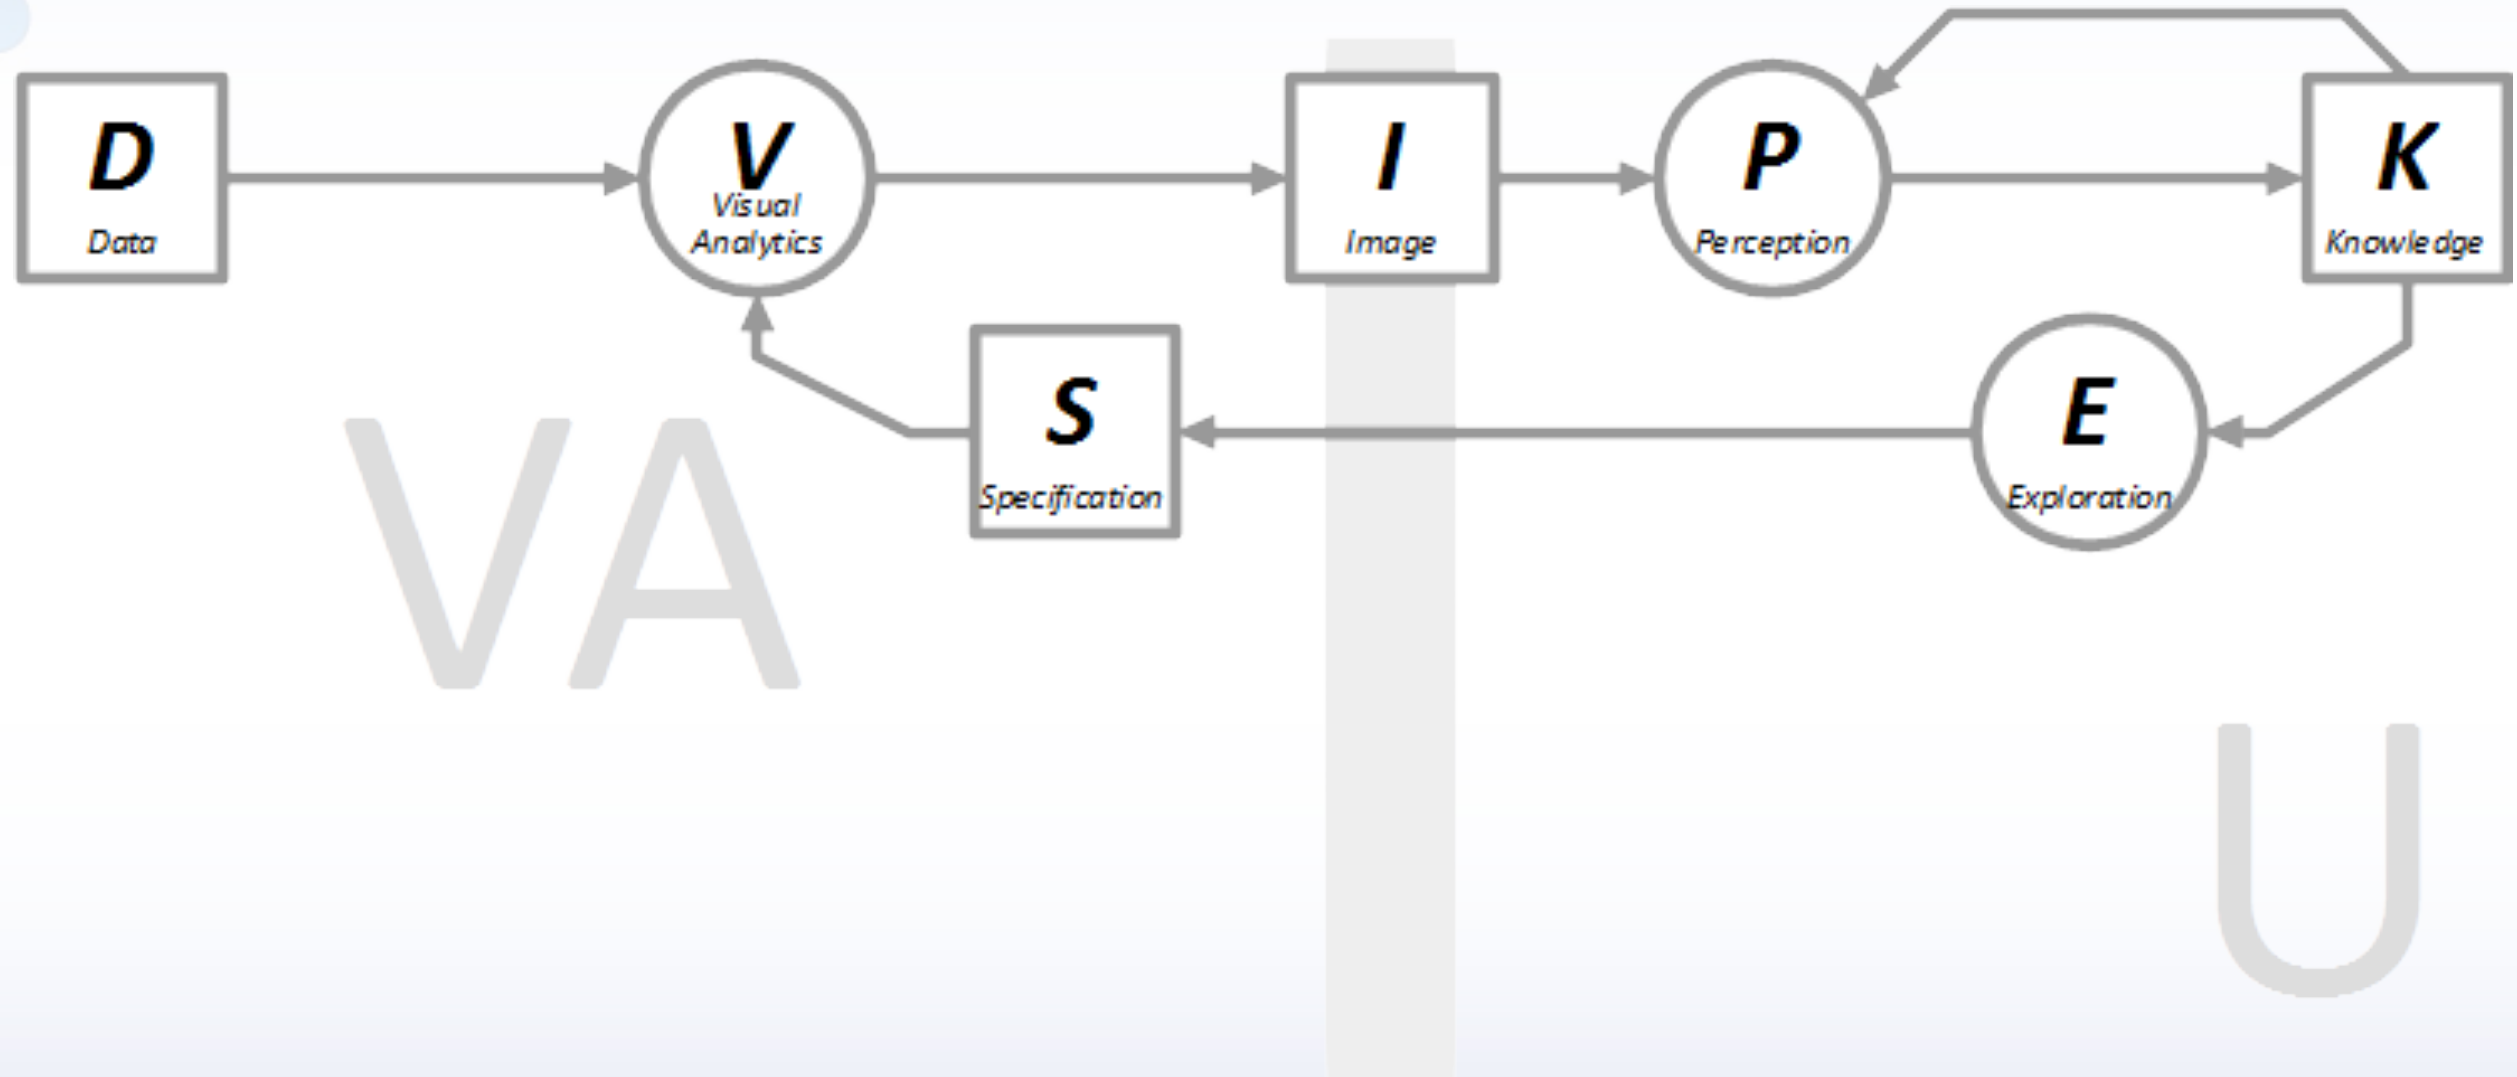 D
Data
V
Visual
Analytics
I
Image
P
Perception
K
Knowledge
S
Specification
E
Exploration
VA
U